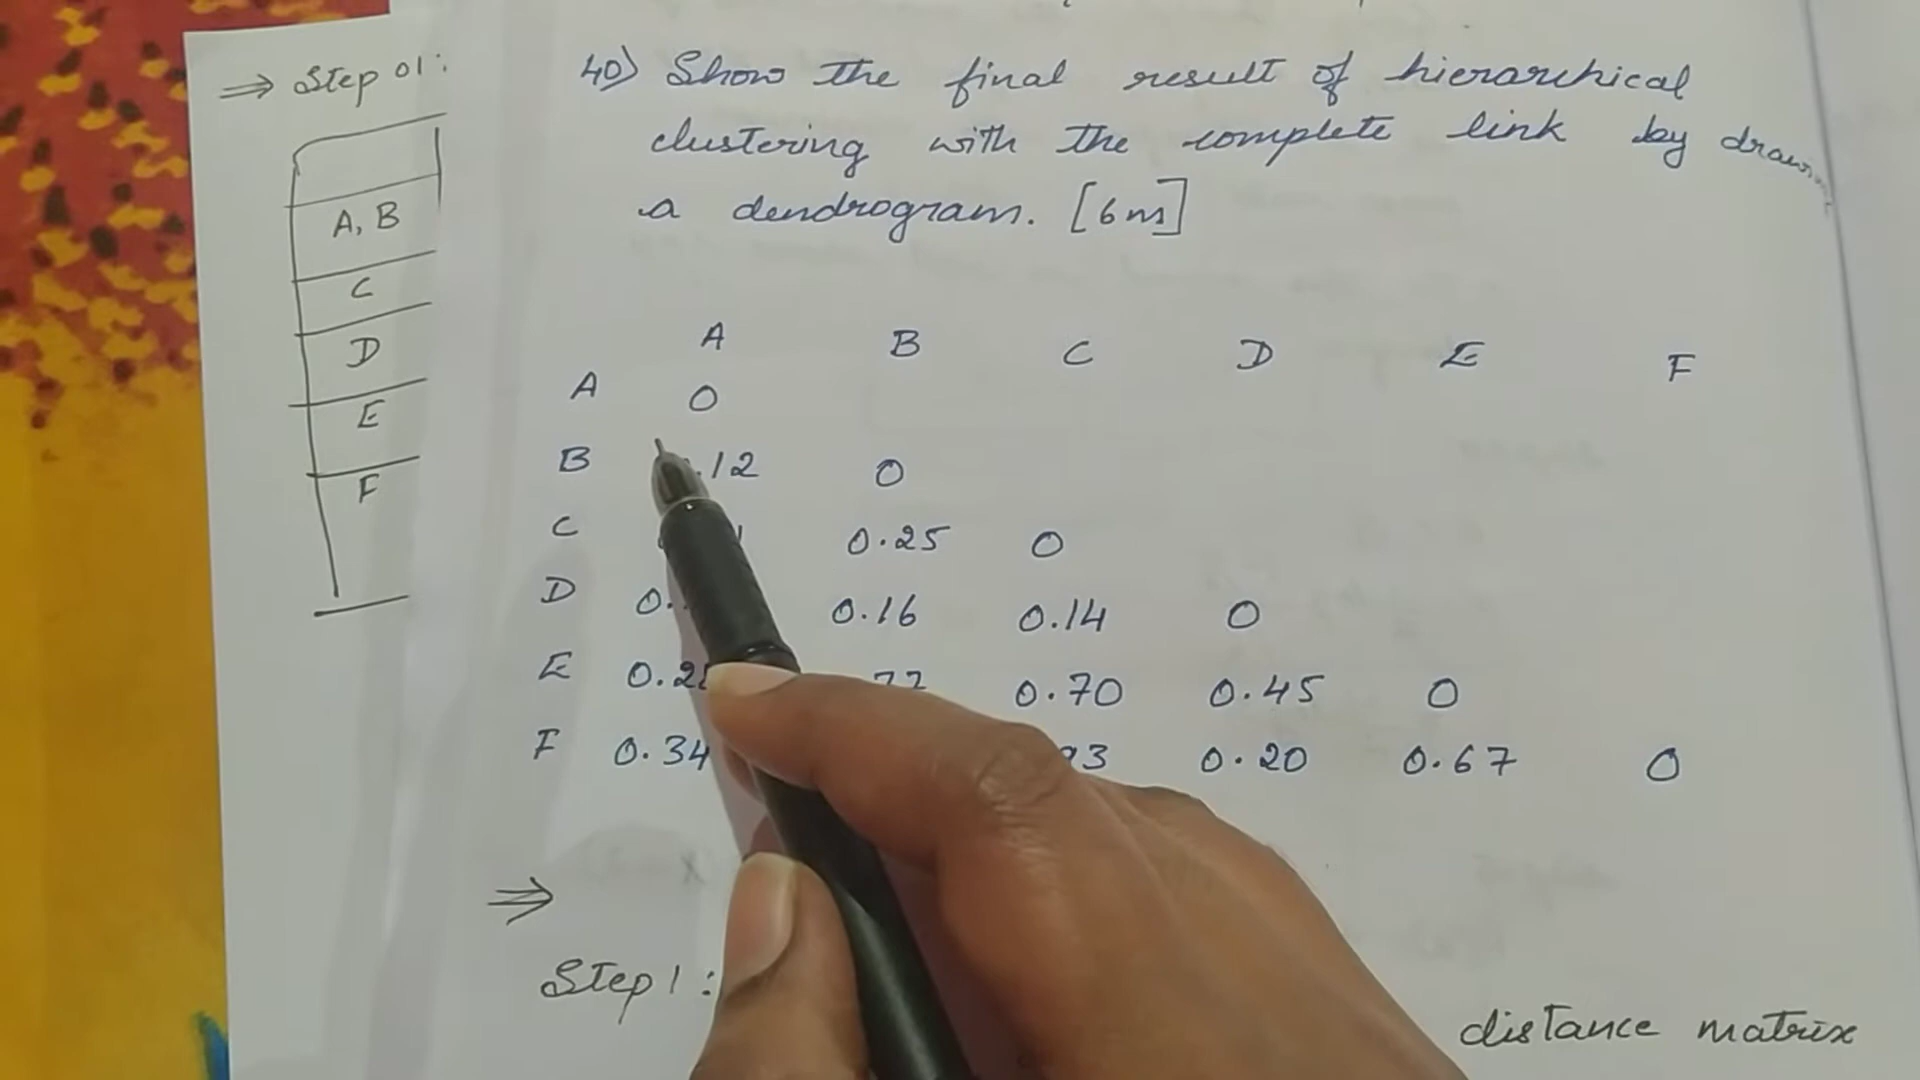 ⇒ Step 01:
A, B
C
D
E
F
40) Show the final result of hierarchical
clustering with the complete link by
a dendrogram. [6m]
A B C D E F
A 0
B .12 0
C 0.25 0
D 0.16 0.14 0
E 0.70 0.45 0
F 0.34 0.20 0.67 0
⇒
Step 1:
distance matrix